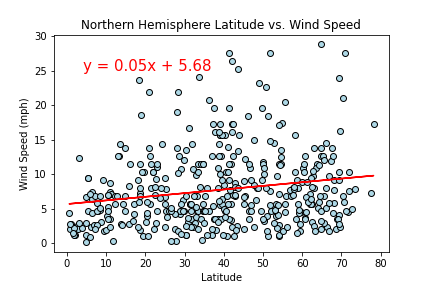 Northern Hemisphere Latitude vs. Wind Speed
y = 0.05x + 5.68
Wind Speed (mph)
30
25
20
15
10
5
0
0 10 20 30 40 50 60 70 80
Latitude